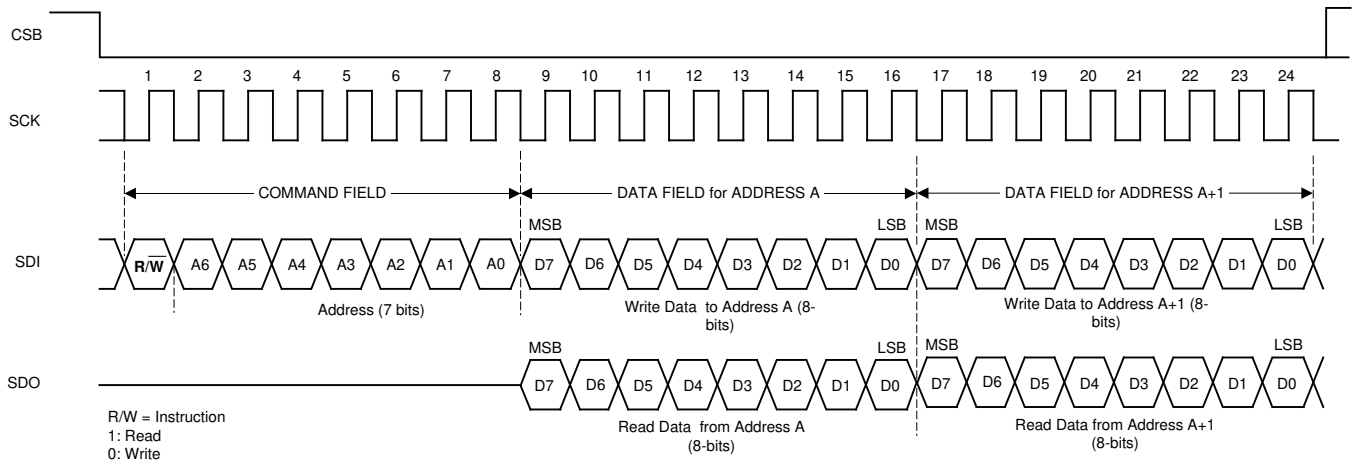 CSB
1 2 3 4 5 6 7 8 9 10 11 12 13 14 15 16 17 18 19 20 21 22 23 24
SCK
COMMAND FIELD DATA FIELD for ADDRESS A DATA FIELD for ADDRESS A+1
MSB LSB MSB LSB
SDI R/W̅ A6 A5 A4 A3 A2 A1 A0 D7 D6 D5 D4 D3 D2 D1 D0 D7 D6 D5 D4 D3 D2 D1 D0
Address (7 bits) Write Data to Address A (8- Write Data to Address A+1 (8-
bits) bits)
MSB LSB MSB LSB
SDO D7 D6 D5 D4 D3 D2 D1 D0 D7 D6 D5 D4 D3 D2 D1 D0
R/W = Instruction Read Data from Address A Read Data from Address A+1
1: Read (8-bits) (8-bits)
0: Write